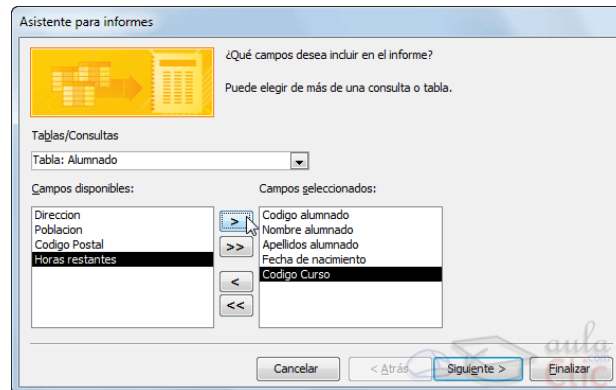 Asistente para informes
¿Qué campos desea incluir en el informe?
Puede elegir de más de una consulta o tabla.
Tablas/Consultas
Tabla: Alumnado
Campos disponibles:
Campos seleccionados:
Direccion
Poblacion
Codigo Postal
Horas restantes
>
>>
<
<<
Codigo alumnado
Nombre alumnado
Apellidos alumnado
Fecha de nacimiento
Codigo Curso
Cancelar
< Atrás
Siguiente >
Finalizar
aula
.com
Clic